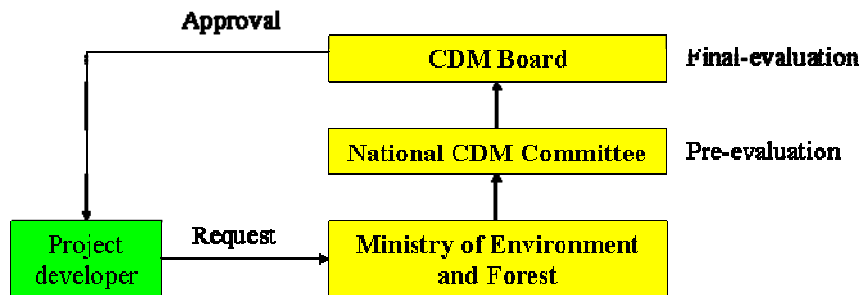 Approval
CDM Board
Final-evaluation
National CDM Committee
Pre-evaluation
Project
developer
Request
Ministry of Environment
and Forest